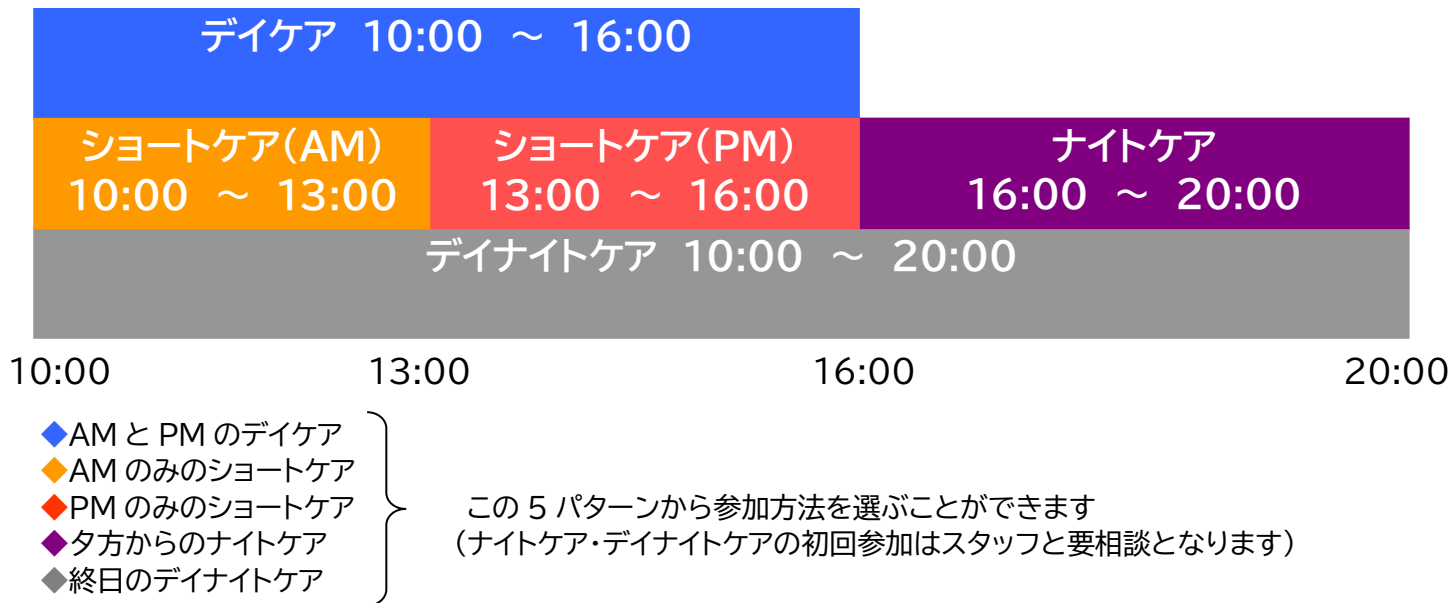 デイケア 10:00 ～ 16:00
ショートケア(AM)
10:00 ～ 13:00
ショートケア(PM)
13:00 ～ 16:00
ナイトケア
16:00 ～ 20:00
デイナイトケア 10:00 ～ 20:00
10:00 13:00 16:00 20:00
◆AM と PM のデイケア
◆AM のみのショートケア
◆PM のみのショートケア
◆夕方からのナイトケア
◆終日のデイナイトケア
この 5 パターンから参加方法を選ぶことができます
(ナイトケア・デイナイトケアの初回参加はスタッフと要相談となります)